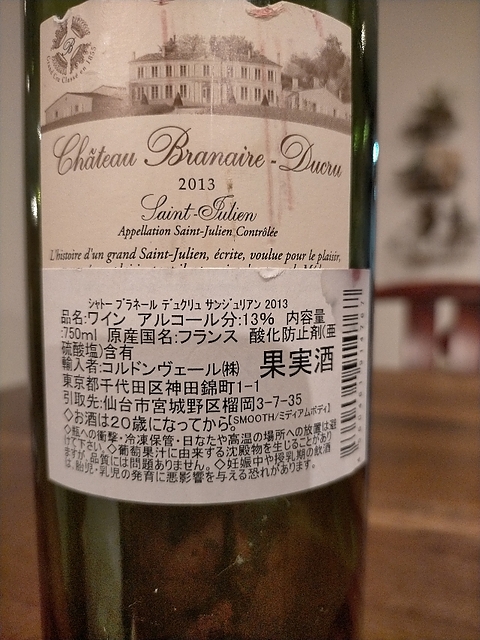 Grand Cru Classé en 1855
B
Château Branaire-Ducru
2013
Saint-Julien
Appellation Saint-Julien Contrôlée
L'histoire d'un grand Saint-Julien, écrite, voulue pour le plaisir,
シャトー ブラネール デュクリュ サンジュリアン 2013
品名:ワイン アルコール分:13% 内容量
:750ml 原産国名:フランス 酸化防止剤(亜
硫酸塩)含有
果実酒
輸入者:コルドンヴェール㈱
東京都千代田区神田錦町1-1
引取先:仙台市宮城野区榴岡3-7-35
◇お酒は20歳になってから。[SMOOTH/ミディアムボディ]
◇瓶への衝撃・冷凍保管・日なたや高温の場所への放置は避
けて下さい。◇葡萄果汁に由来する沈殿物を生じることがあり
ますが、品質には問題ありません。◇妊娠中や授乳期の飲酒
は、胎児・乳児の発育に悪影響を与える恐れがあります。